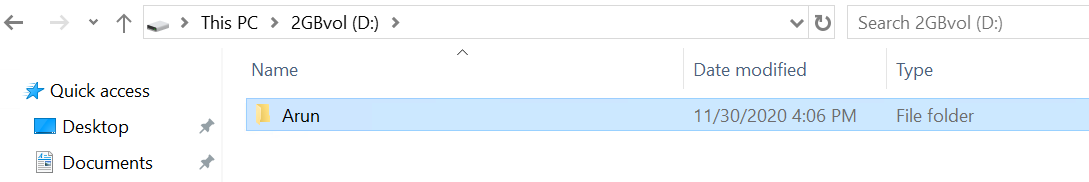 This PC > 2GBvol (D:) >
Search 2GBvol (D:)
Name
Date modified
Type
Quick access
Arun
11/30/2020 4:06 PM
File folder
Desktop
Documents